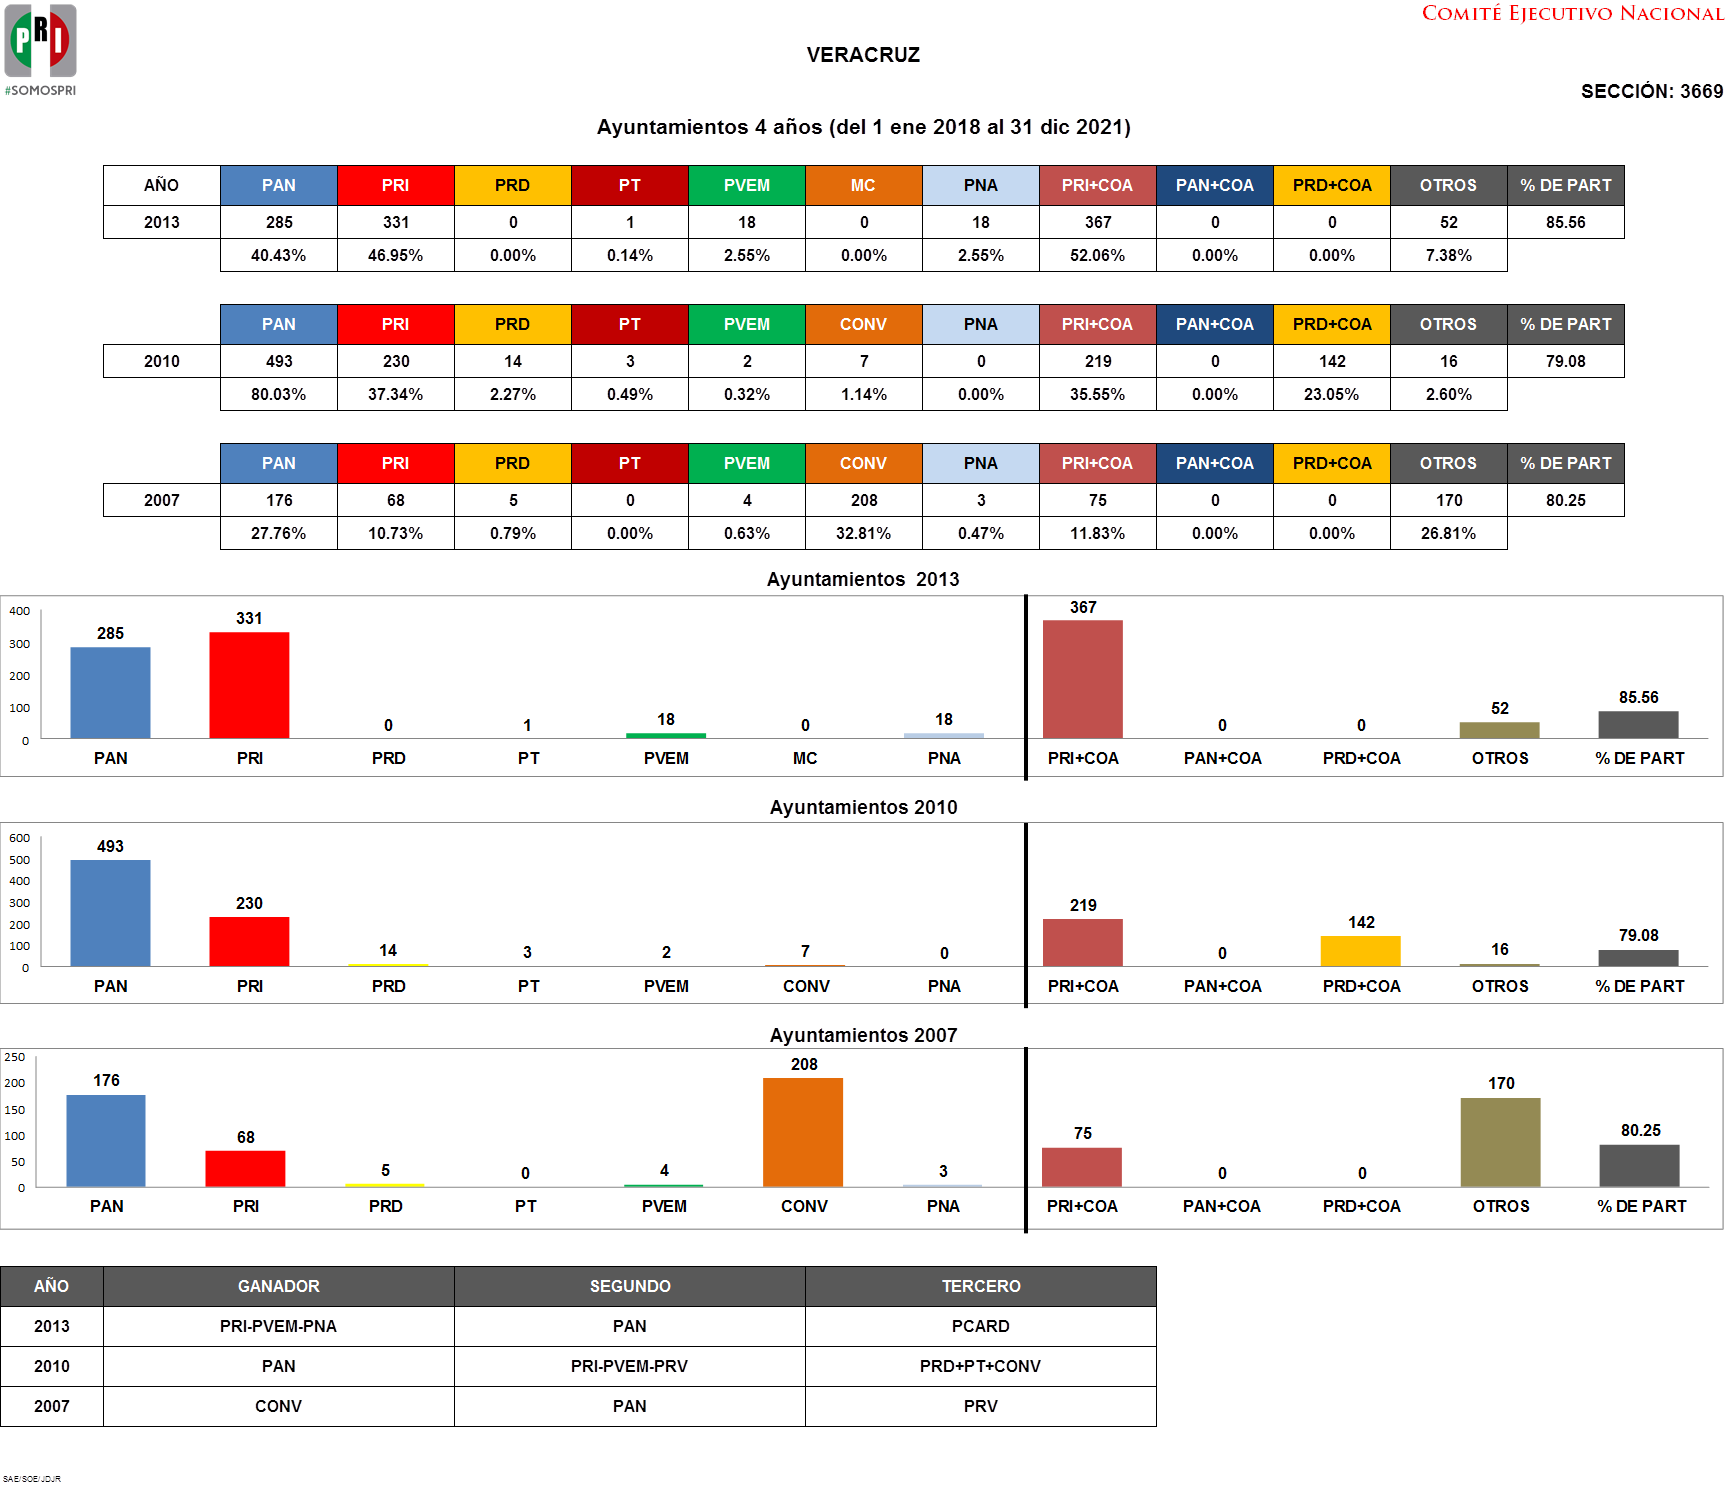 PRI
#SOMOSPRI
COMITÉ EJECUTIVO NACIONAL
VERACRUZ
SECCIÓN: 3669
Ayuntamientos 4 años (del 1 ene 2018 al 31 dic 2021)
AÑO PAN PRI PRD PT PVEM MC PNA PRI+COA PAN+COA PRD+COA OTROS % DE PART
2013 285 331 0 1 18 0 18 367 0 0 52 85.56
40.43% 46.95% 0.00% 0.14% 2.55% 0.00% 2.55% 52.06% 0.00% 0.00% 7.38%
PAN PRI PRD PT PVEM CONV PNA PRI+COA PAN+COA PRD+COA OTROS % DE PART
2010 493 230 14 3 2 7 0 219 0 142 16 79.08
80.03% 37.34% 2.27% 0.49% 0.32% 1.14% 0.00% 35.55% 0.00% 23.05% 2.60%
PAN PRI PRD PT PVEM CONV PNA PRI+COA PAN+COA PRD+COA OTROS % DE PART
2007 176 68 5 0 4 208 3 75 0 0 170 80.25
27.76% 10.73% 0.79% 0.00% 0.63% 32.81% 0.47% 11.83% 0.00% 0.00% 26.81%
Ayuntamientos 2013
400
300
200
100
0
285 331 0 1 18 0 18 367 0 0 52 85.56
PAN PRI PRD PT PVEM MC PNA PRI+COA PAN+COA PRD+COA OTROS % DE PART
Ayuntamientos 2010
600
500
400
300
200
100
0
493 230 14 3 2 7 0 219 0 142 16 79.08
PAN PRI PRD PT PVEM CONV PNA PRI+COA PAN+COA PRD+COA OTROS % DE PART
Ayuntamientos 2007
250
200
150
100
50
0
176 68 5 0 4 208 3 75 0 0 170 80.25
PAN PRI PRD PT PVEM CONV PNA PRI+COA PAN+COA PRD+COA OTROS % DE PART
AÑO GANADOR SEGUNDO TERCERO
2013 PRI-PVEM-PNA PAN PCARD
2010 PAN PRI-PVEM-PRV PRD+PT+CONV
2007 CONV PAN PRV
SAE/SOE/JDJR